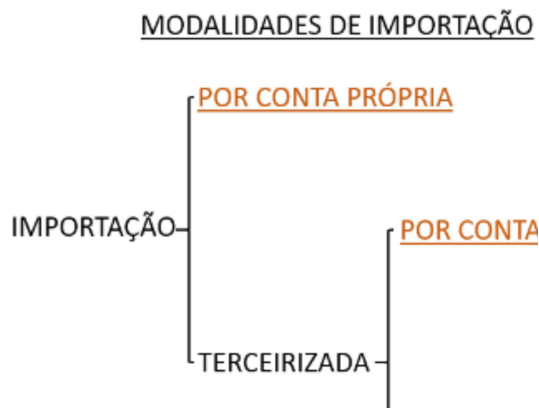 MODALIDADES DE IMPORTAÇÃO
POR CONTA PRÓPRIA
IMPORTAÇÃO
POR CONTA
TERCEIRIZADA